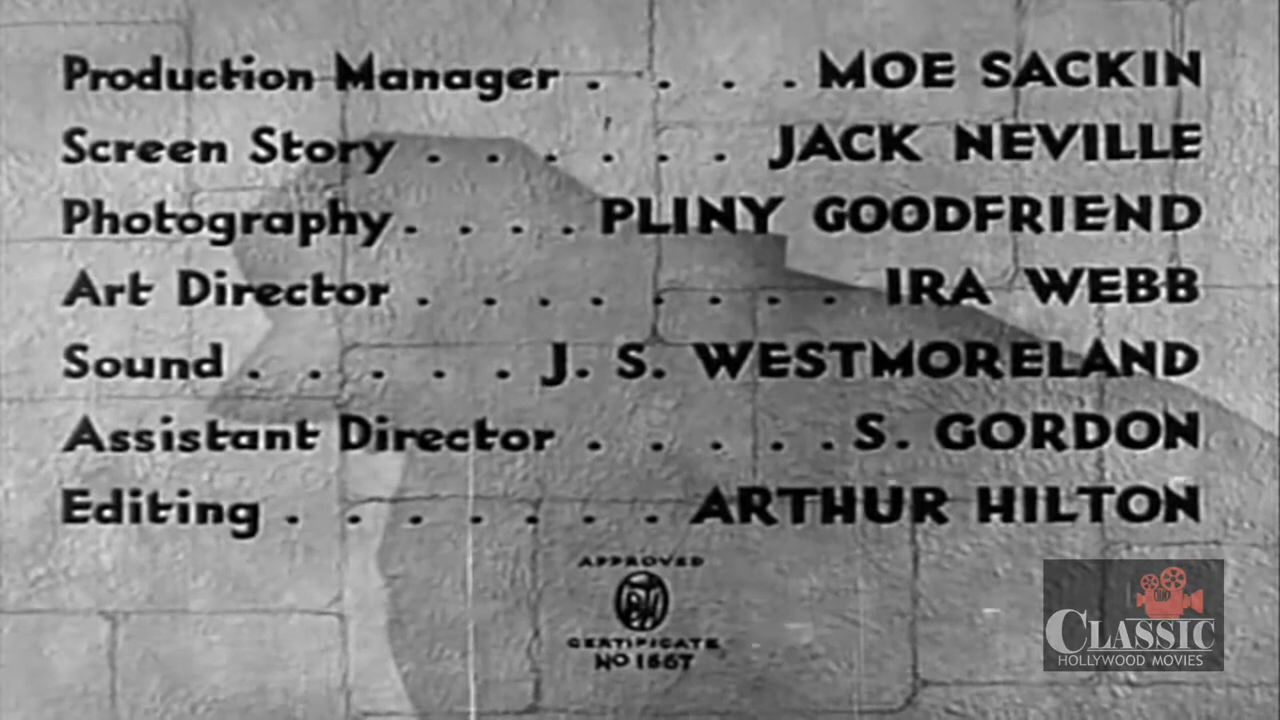 Production Manager . . . . MOE SACKIN
Screen Story . . . . . . JACK NEVILLE
Photography . . . . PLINY GOODFRIEND
Art Director . . . . . . . . IRA WEBB
Sound . . . . . J. S. WESTMORELAND
Assistant Director . . . . . S. GORDON
Editing . . . . . . . ARTHUR HILTON
APPROVED
CERTIFICATE
NO 1667
CLASSIC
HOLLYWOOD MOVIES